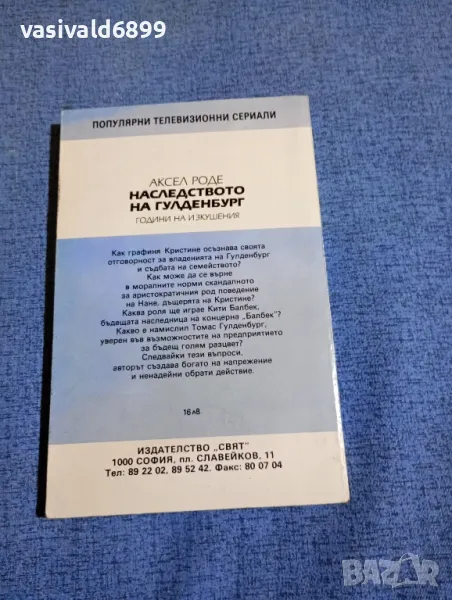 vasivald6899
ПОПУЛЯРНИ ТЕЛЕВИЗИОННИ СЕРИАЛИ
АКСЕЛ РОДЕ
НАСЛЕДСТВОТО
НА ГУЛДЕНБУРГ
ГОДИНИ НА ИЗКУШЕНИЯ
Как графиня Кристине осъзнава своята
отговорност за владенията на Гулденбург
и съдбата на семейството?
Как може да се върне
в моралните норми скандалното
за аристократичния род поведение
на Нане, дъщерята на Кристине?
Каква роля ще играе Кити Балбек,
бъдещата наследница на концерна „Балбек"?
Какво е намислил Томас Гулденбург,
уверен във възможностите на предприятието
за бъдещ голям разцвет?
Следвайки тези въпроси,
авторът създава богато на напрежение
и ненадейни обрати действие.
16 лв
ИЗДАТЕЛСТВО „СВЯТ"
1000 СОФИЯ, пл. СЛАВЕЙКОВ, 11
Тел: 89 22 02, 89 52 42. Факс: 80 07 04
BAZAR